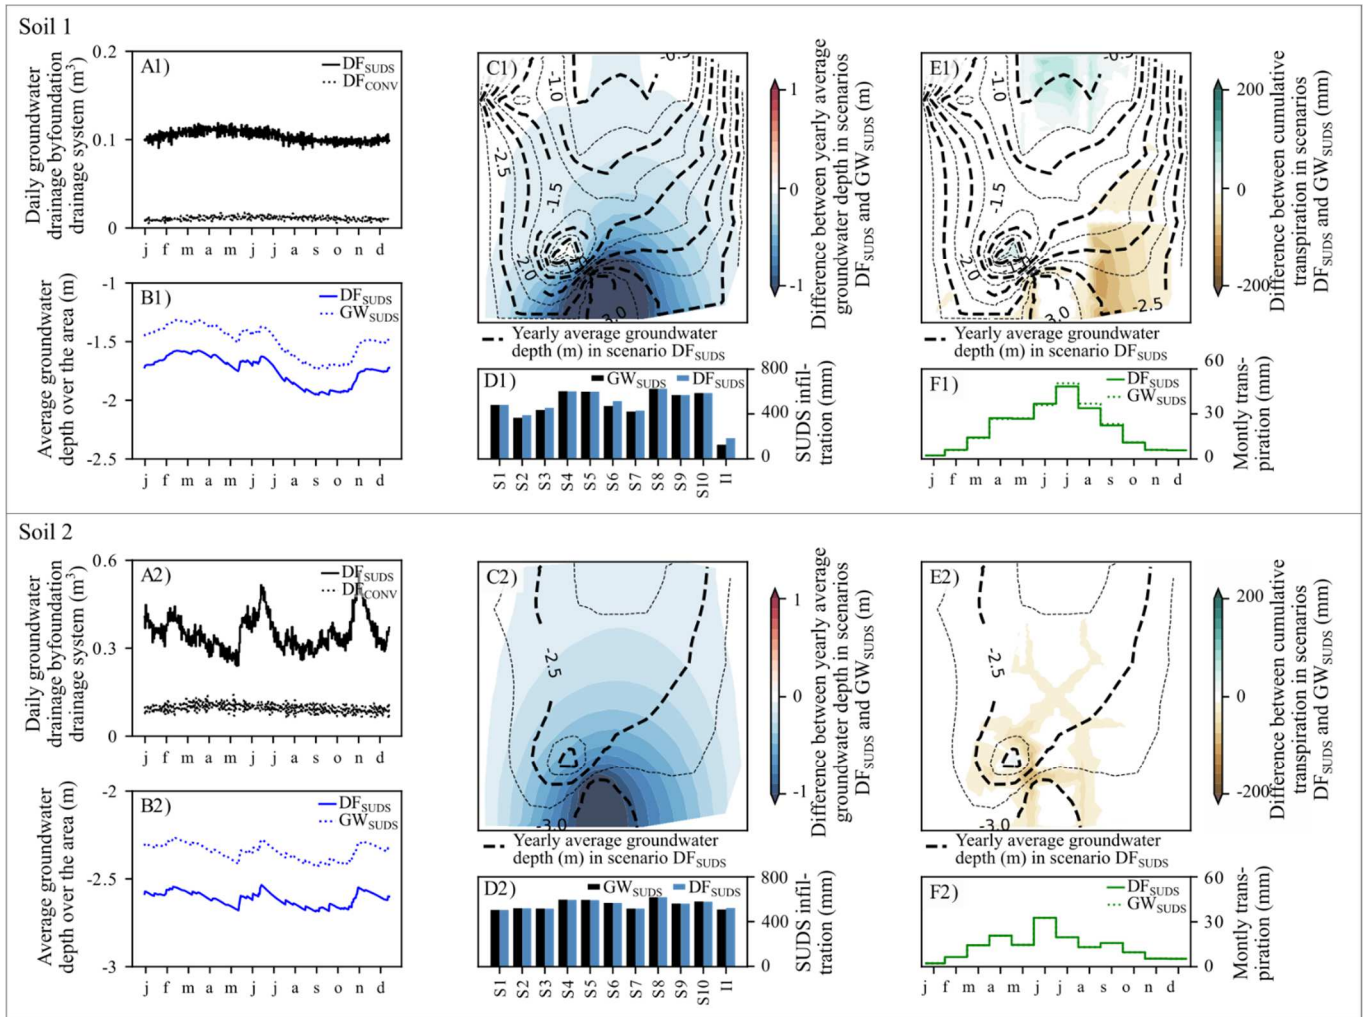 Soil 1
A1)
DF_SUDS
DF_CONV
Daily groundwater
drainage byfoundation
drainage system (m³)
0.2
0.1
0
j f m a m j j a s o n d
B1)
DF_SUDS
GW_SUDS
Average groundwater
depth over the area (m)
-1
-1.5
-2
-2.5
j f m a m j j a s o n d
C1)
-0.5
-1.0
-2.5
-1.5
2.0
-1.0
-3.0
1
0
-1
Difference between yearly average
groundwater depth in scenarios
DF_SUDS and GW_SUDS (m)
Yearly average groundwater
depth (m) in scenario DF_SUDS
D1)
GW_SUDS
DF_SUDS
800
400
0
SUDS infil-
tration (mm)
S1 S2 S3 S4 S5 S6 S7 S8 S9 S10 I1
E1)
-0.5
-1.0
-2.5
-1.5
2.0
-3.0
-2.5
200
0
-200
Difference between cumulative
transpiration in scenarios
DF_SUDS and GW_SUDS (mm)
Yearly average groundwater
depth (m) in scenario DF_SUDS
F1)
DF_SUDS
GW_SUDS
60
30
0
Montly trans-
piration (mm)
j f m a m j j a s o n d
Soil 2
A2)
DF_SUDS
DF_CONV
Daily groundwater
drainage byfoundation
drainage system (m³)
0.6
0.3
0
j f m a m j j a s o n d
B2)
DF_SUDS
GW_SUDS
Average groundwater
depth over the area (m)
-2
-2.5
-3
j f m a m j j a s o n d
C2)
-2.5
-3.0
1
0
-1
Difference between yearly average
groundwater depth in scenarios
DF_SUDS and GW_SUDS (m)
Yearly average groundwater
depth (m) in scenario DF_SUDS
D2)
GW_SUDS
DF_SUDS
800
400
0
SUDS infil-
tration (mm)
S1 S2 S3 S4 S5 S6 S7 S8 S9 S10 I1
E2)
-2.5
-3.0
200
0
-200
Difference between cumulative
transpiration in scenarios
DF_SUDS and GW_SUDS (mm)
Yearly average groundwater
depth (m) in scenario DF_SUDS
F2)
DF_SUDS
GW_SUDS
60
30
0
Montly trans-
piration (mm)
j f m a m j j a s o n d